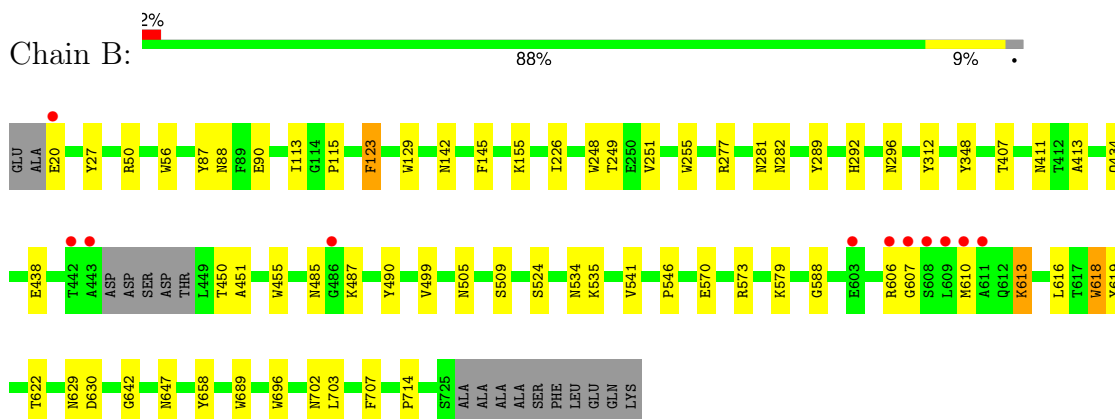 2%
Chain B:
88% 9% •
GLU ALA E20 Y27 R50 W56 Y87 N88 F89 E90 I113 G114 P115 F123 W129 N142 F145 K155 I226 W248 T249 E250 V251 W255 R277 N281 N282 Y289 H292 N296 Y312 Y348 T407 N411 T412 A413
E438 T442 A443 ASP ASP SER ASP THR L449 T450 A451 W455 N485 G486 K487 Y490 V499 N505 S509 S524 N534 K535 V541 P546 E570 R573 K579 G588 E603 R606 G607 S608 L609 M610 A611 Q612 K613 L616 T617 W618
T622 N629 D630 G642 N647 Y658 W689 W696 N702 L703 F707 P714 S725 ALA ALA ALA ALA SER PHE LEU GLU GLN LYS